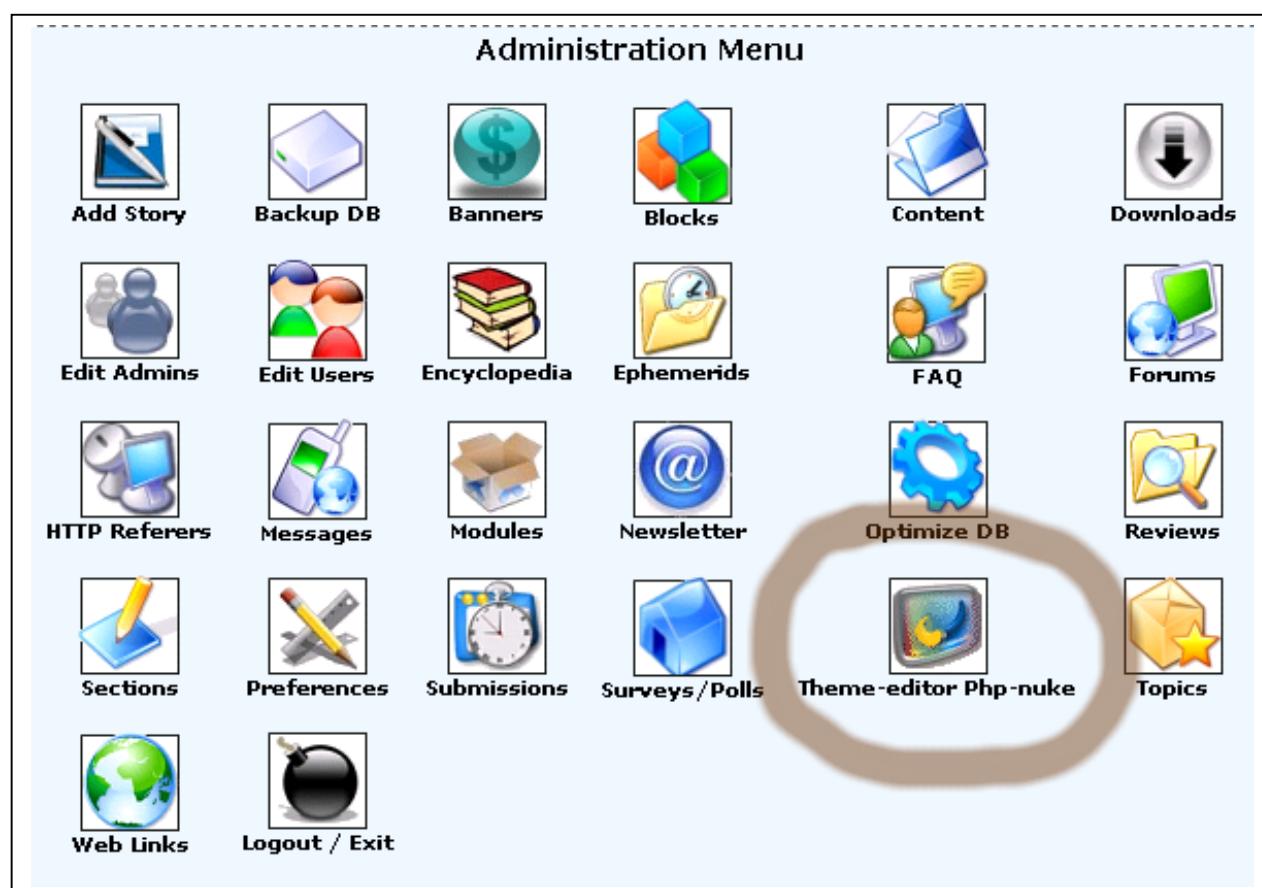 Administration Menu
Add Story Backup DB Banners Blocks Content Downloads
Edit Admins Edit Users Encyclopedia Ephemerids FAQ Forums
HTTP Referers Messages Modules Newsletter Optimize DB Reviews
Sections Preferences Submissions Surveys/Polls Theme-editor Php-nuke Topics
Web Links Logout / Exit